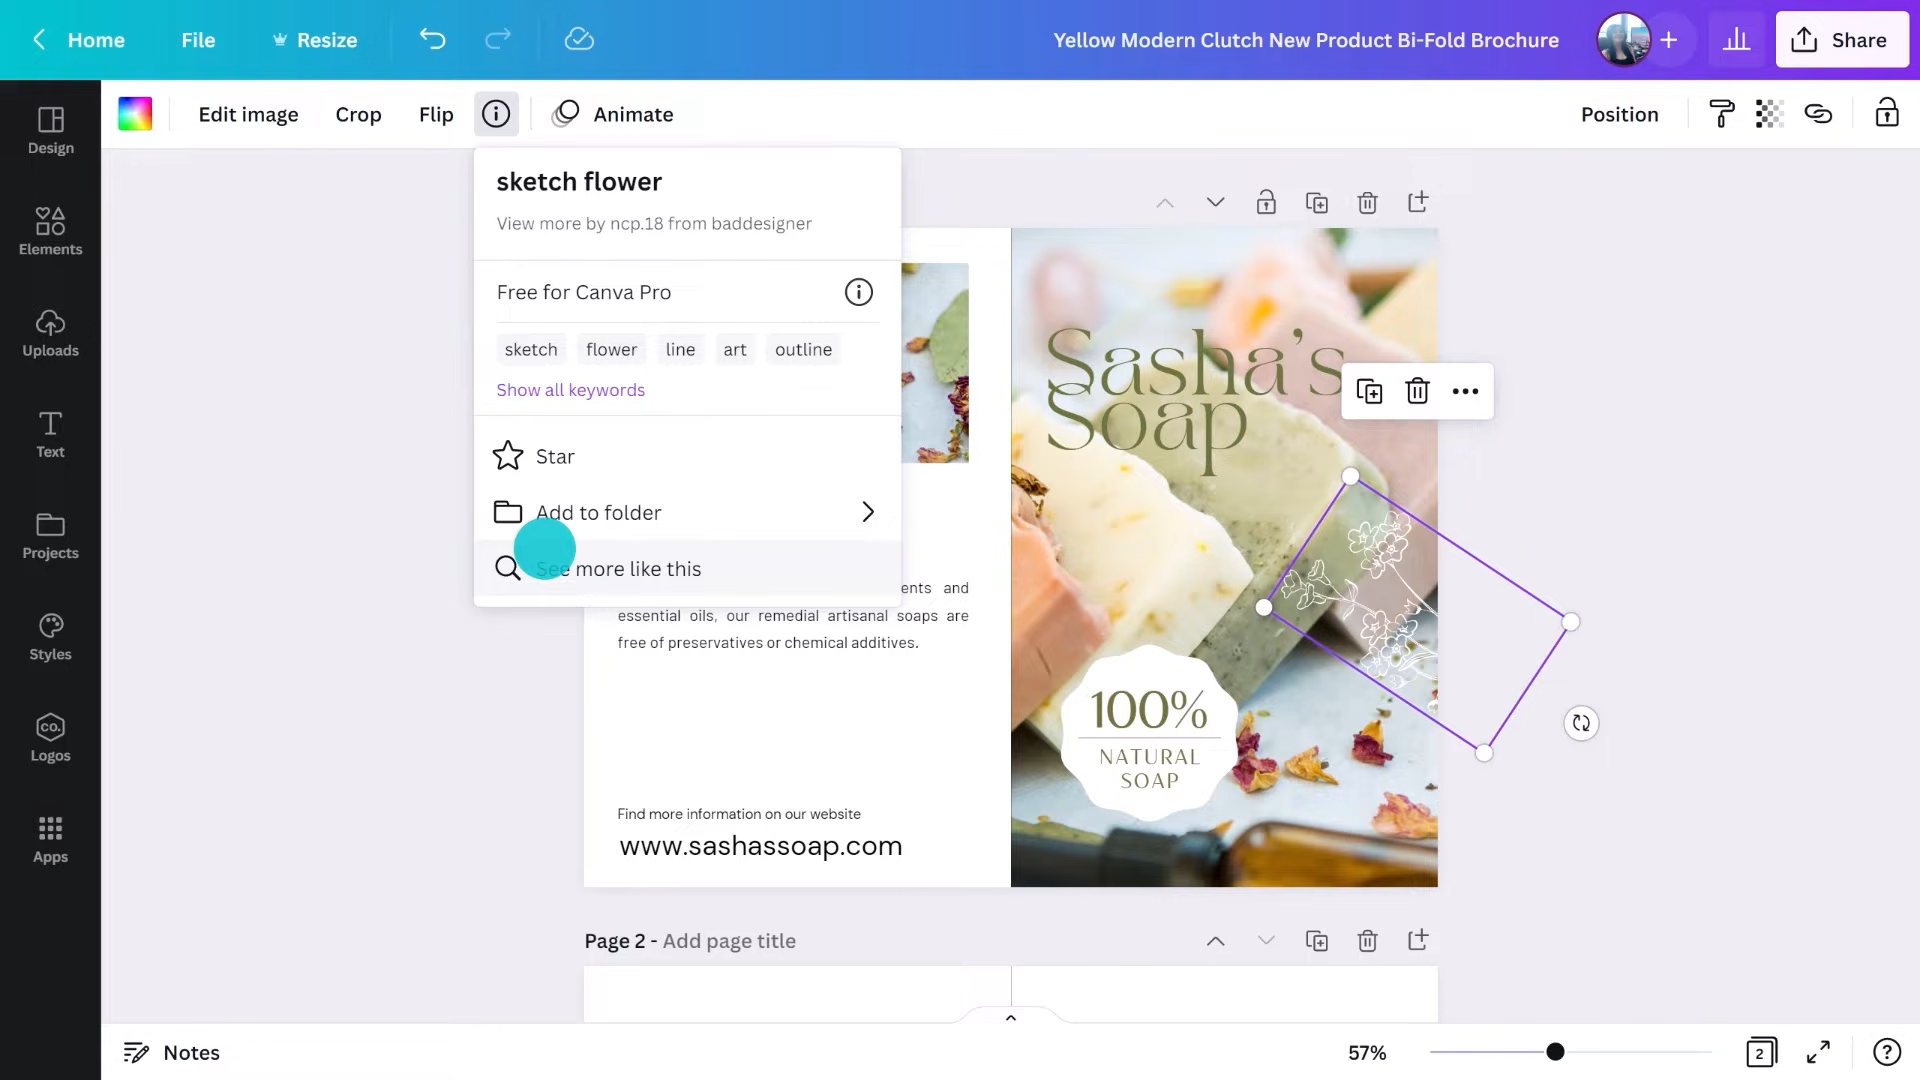 Home
File
Resize
Yellow Modern Clutch New Product Bi-Fold Brochure
Share
Edit image
Crop
Flip
Animate
Position
Design
Elements
Uploads
Text
Projects
Styles
co.
Logos
Apps
sketch flower
View more by ncp.18 from baddesigner
Free for Canva Pro
sketch flower line art outline
Show all keywords
Star
Add to folder
See more like this
ents and
essential oils, our remedial artisanal soaps are
free of preservatives or chemical additives.
Find more information on our website
www.sashassoap.com
Sasha's
Soap
100%
NATURAL
SOAP
Page 2 - Add page title
Notes
57%
2